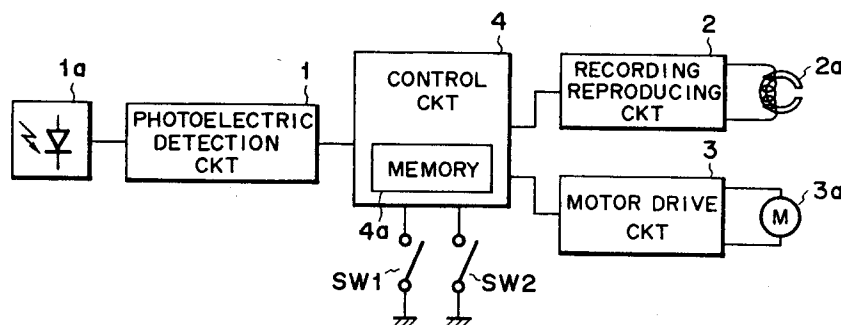 1a
PHOTOELECTRIC
DETECTION
CKT
1
CONTROL
CKT
4
MEMORY
4a
SW1
SW2
RECORDING
REPRODUCING
CKT
2
2a
MOTOR DRIVE
CKT
3
M
3a